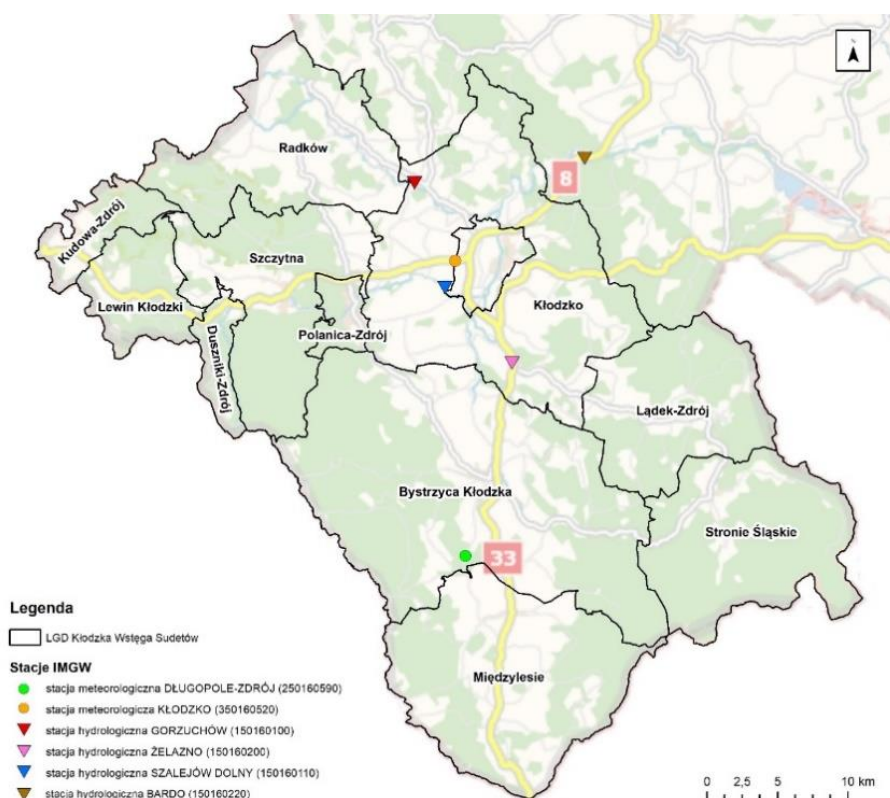 Radków
8
Kudowa-Zdrój
Szczytna
Lewin Kłodzki
Duszniki-Zdrój
Polanica-Zdrój
Kłodzko
Lądek-Zdrój
Bystrzyca Kłodzka
Stronie Śląskie
33
Międzylesie
Legenda
LGD Kłodzka Wstęga Sudetów
Stacje IMGW
stacja meteorologiczna DŁUGOPOLE-ZDRÓJ (250160590)
stacja meteorologicza KŁODZKO (350160520)
stacja hydrologiczna GORZUCHÓW (150160100)
stacja hydrologiczna ŻELAZNO (150160200)
stacja hydrologiczna SZALEJÓW DOLNY (150160110)
stacja hydrologiczna BARDO (150160220)
0 2,5 5 10 km